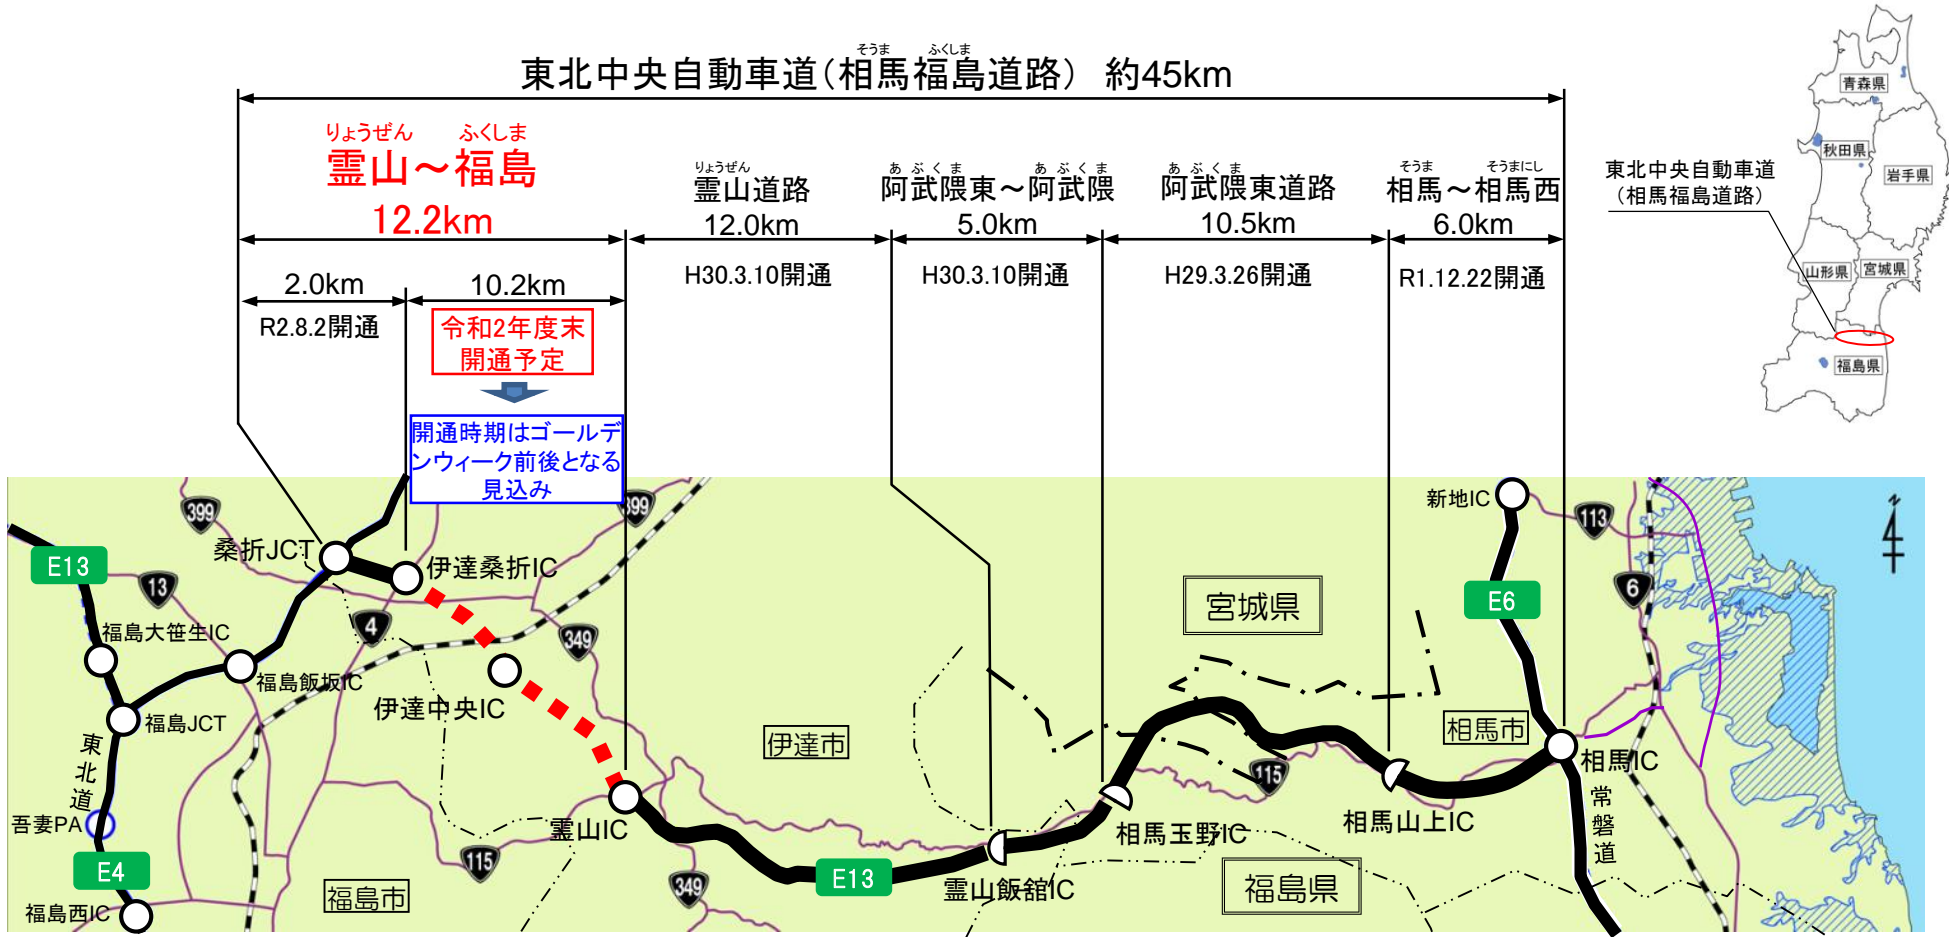 そうま ふくしま
東北中央自動車道(相馬福島道路) 約45km
りょうぜん ふくしま
霊山～福島
12.2km
りょうぜん
霊山道路
12.0km
H30.3.10開通
あぶくま あぶくま
阿武隈東～阿武隈
5.0km
H30.3.10開通
あぶくま
阿武隈東道路
10.5km
H29.3.26開通
そうま そうまにし
相馬～相馬西
6.0km
R1.12.22開通
2.0km
R2.8.2開通
10.2km
令和2年度末
開通予定
開通時期はゴールデ
ンウィーク前後となる
見込み
青森県
秋田県
岩手県
山形県
宮城県
福島県
東北中央自動車道
(相馬福島道路)
399
399
桑折JCT
伊達桑折IC
新地IC
113
E13
13
4
349
宮城県
E6
6
福島大笹生IC
福島飯坂IC
伊達中央IC
福島JCT
伊達市
相馬市
相馬IC
東北道
115
常磐道
吾妻PA
霊山IC
相馬玉野IC
相馬山上IC
E4
115
349
E13
霊山飯舘IC
福島県
福島市
福島西IC